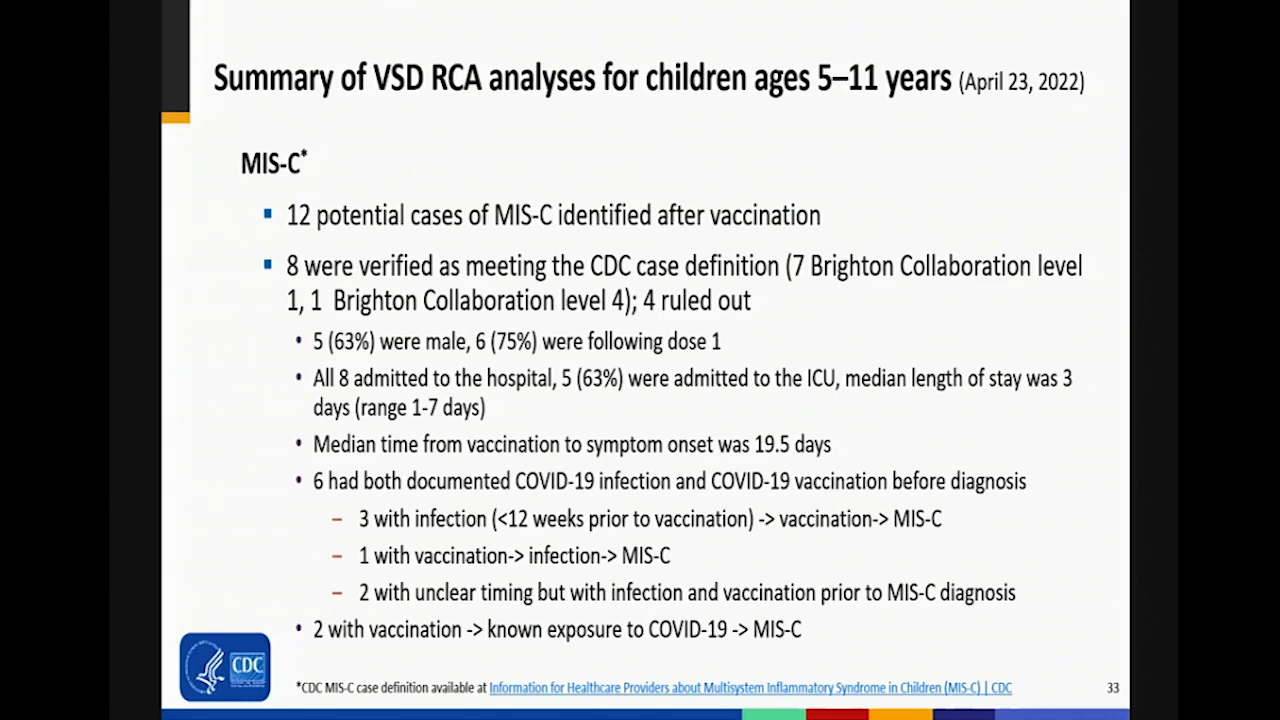 Summary of VSD RCA analyses for children ages 5–11 years (April 23, 2022)
MIS-C*
▪ 12 potential cases of MIS-C identified after vaccination
▪ 8 were verified as meeting the CDC case definition (7 Brighton Collaboration level
1, 1 Brighton Collaboration level 4); 4 ruled out
• 5 (63%) were male, 6 (75%) were following dose 1
• All 8 admitted to the hospital, 5 (63%) were admitted to the ICU, median length of stay was 3
days (range 1-7 days)
• Median time from vaccination to symptom onset was 19.5 days
• 6 had both documented COVID-19 infection and COVID-19 vaccination before diagnosis
– 3 with infection (<12 weeks prior to vaccination) -> vaccination-> MIS-C
– 1 with vaccination-> infection-> MIS-C
– 2 with unclear timing but with infection and vaccination prior to MIS-C diagnosis
• 2 with vaccination -> known exposure to COVID-19 -> MIS-C
CDC
*CDC MIS-C case definition available at Information for Healthcare Providers about Multisystem Inflammatory Syndrome in Children (MIS-C) | CDC
33